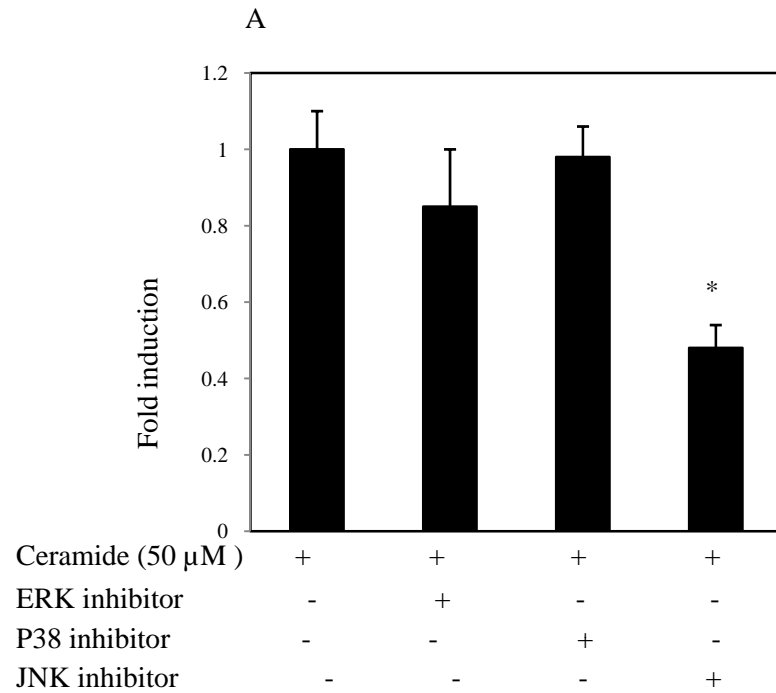 A
1.2
1
0.8
*
0.6
0.4
0.2
0
Fold induction
Ceramide (50 µM ) + + + +
ERK inhibitor - + - -
P38 inhibitor - - + -
JNK inhibitor - - - +